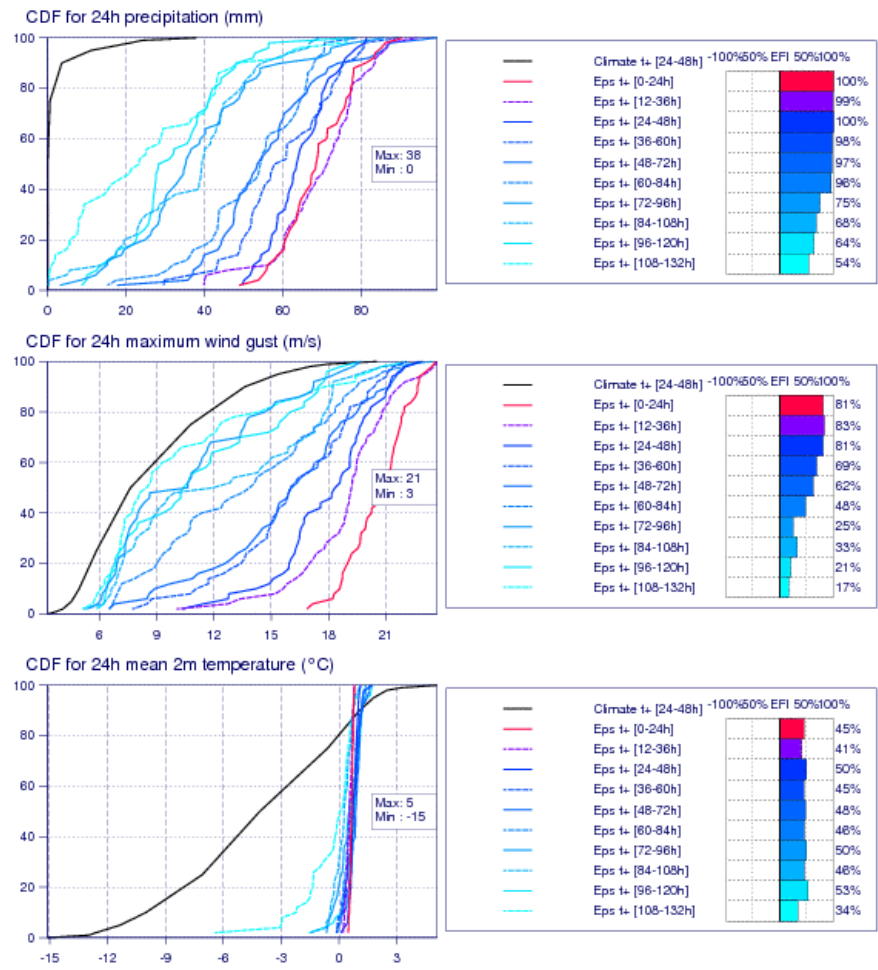 CDF for 24h precipitation (mm)
100
80
60
40
20
0
0 20 40 60 80
Max: 38
Min : 0
Climate t+ [24-48h] -100%50% EFI 50%100%
Eps t+ [0-24h] 100%
Eps t+ [12-36h] 99%
Eps t+ [24-48h] 100%
Eps t+ [36-60h] 98%
Eps t+ [48-72h] 97%
Eps t+ [60-84h] 96%
Eps t+ [72-96h] 75%
Eps t+ [84-108h] 68%
Eps t+ [96-120h] 64%
Eps t+ [108-132h] 54%
CDF for 24h maximum wind gust (m/s)
100
80
60
40
20
0
6 9 12 15 18 21
Max: 21
Min : 3
Climate t+ [24-48h] -100%50% EFI 50%100%
Eps t+ [0-24h] 81%
Eps t+ [12-36h] 83%
Eps t+ [24-48h] 81%
Eps t+ [36-60h] 69%
Eps t+ [48-72h] 62%
Eps t+ [60-84h] 48%
Eps t+ [72-96h] 25%
Eps t+ [84-108h] 33%
Eps t+ [96-120h] 21%
Eps t+ [108-132h] 17%
CDF for 24h mean 2m temperature (°C)
100
80
60
40
20
0
-15 -12 -9 -6 -3 0 3
Max: 5
Min : -15
Climate t+ [24-48h] -100%50% EFI 50%100%
Eps t+ [0-24h] 45%
Eps t+ [12-36h] 41%
Eps t+ [24-48h] 50%
Eps t+ [36-60h] 45%
Eps t+ [48-72h] 48%
Eps t+ [60-84h] 46%
Eps t+ [72-96h] 50%
Eps t+ [84-108h] 46%
Eps t+ [96-120h] 53%
Eps t+ [108-132h] 34%